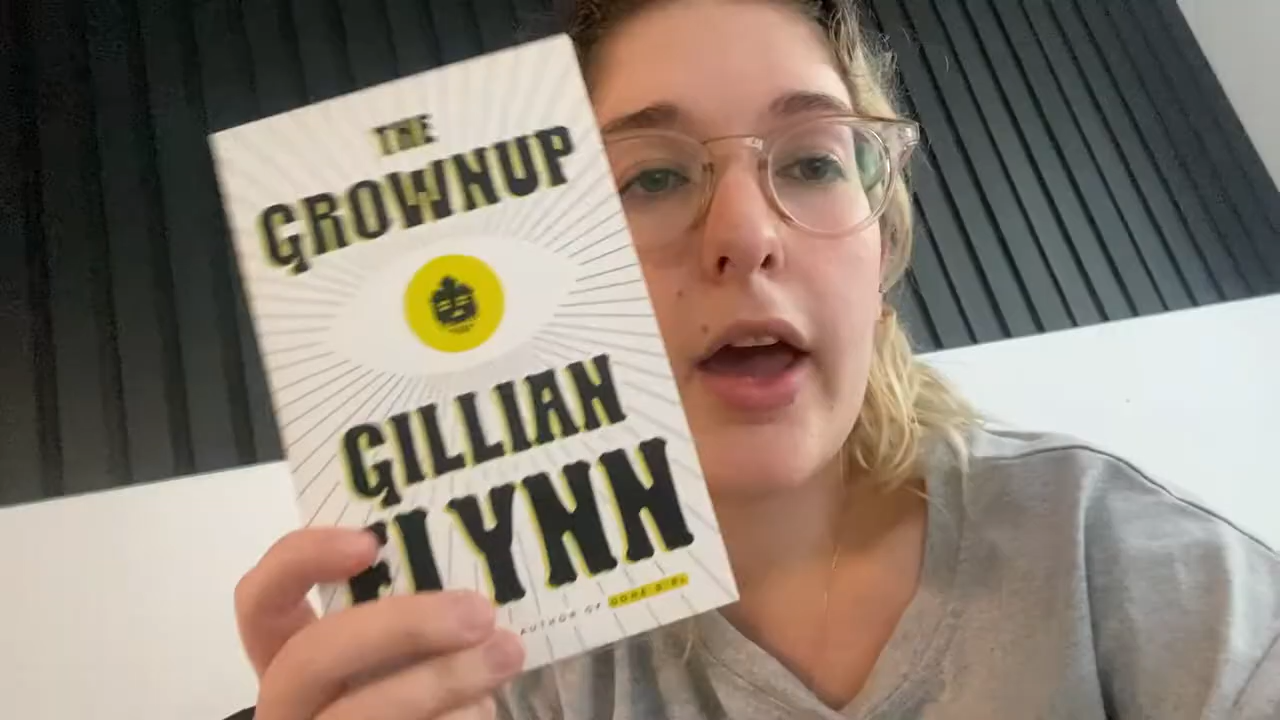 THE
GROWNUP
GILLIAN
FLYNN
AUTHOR OF GONE GIRL